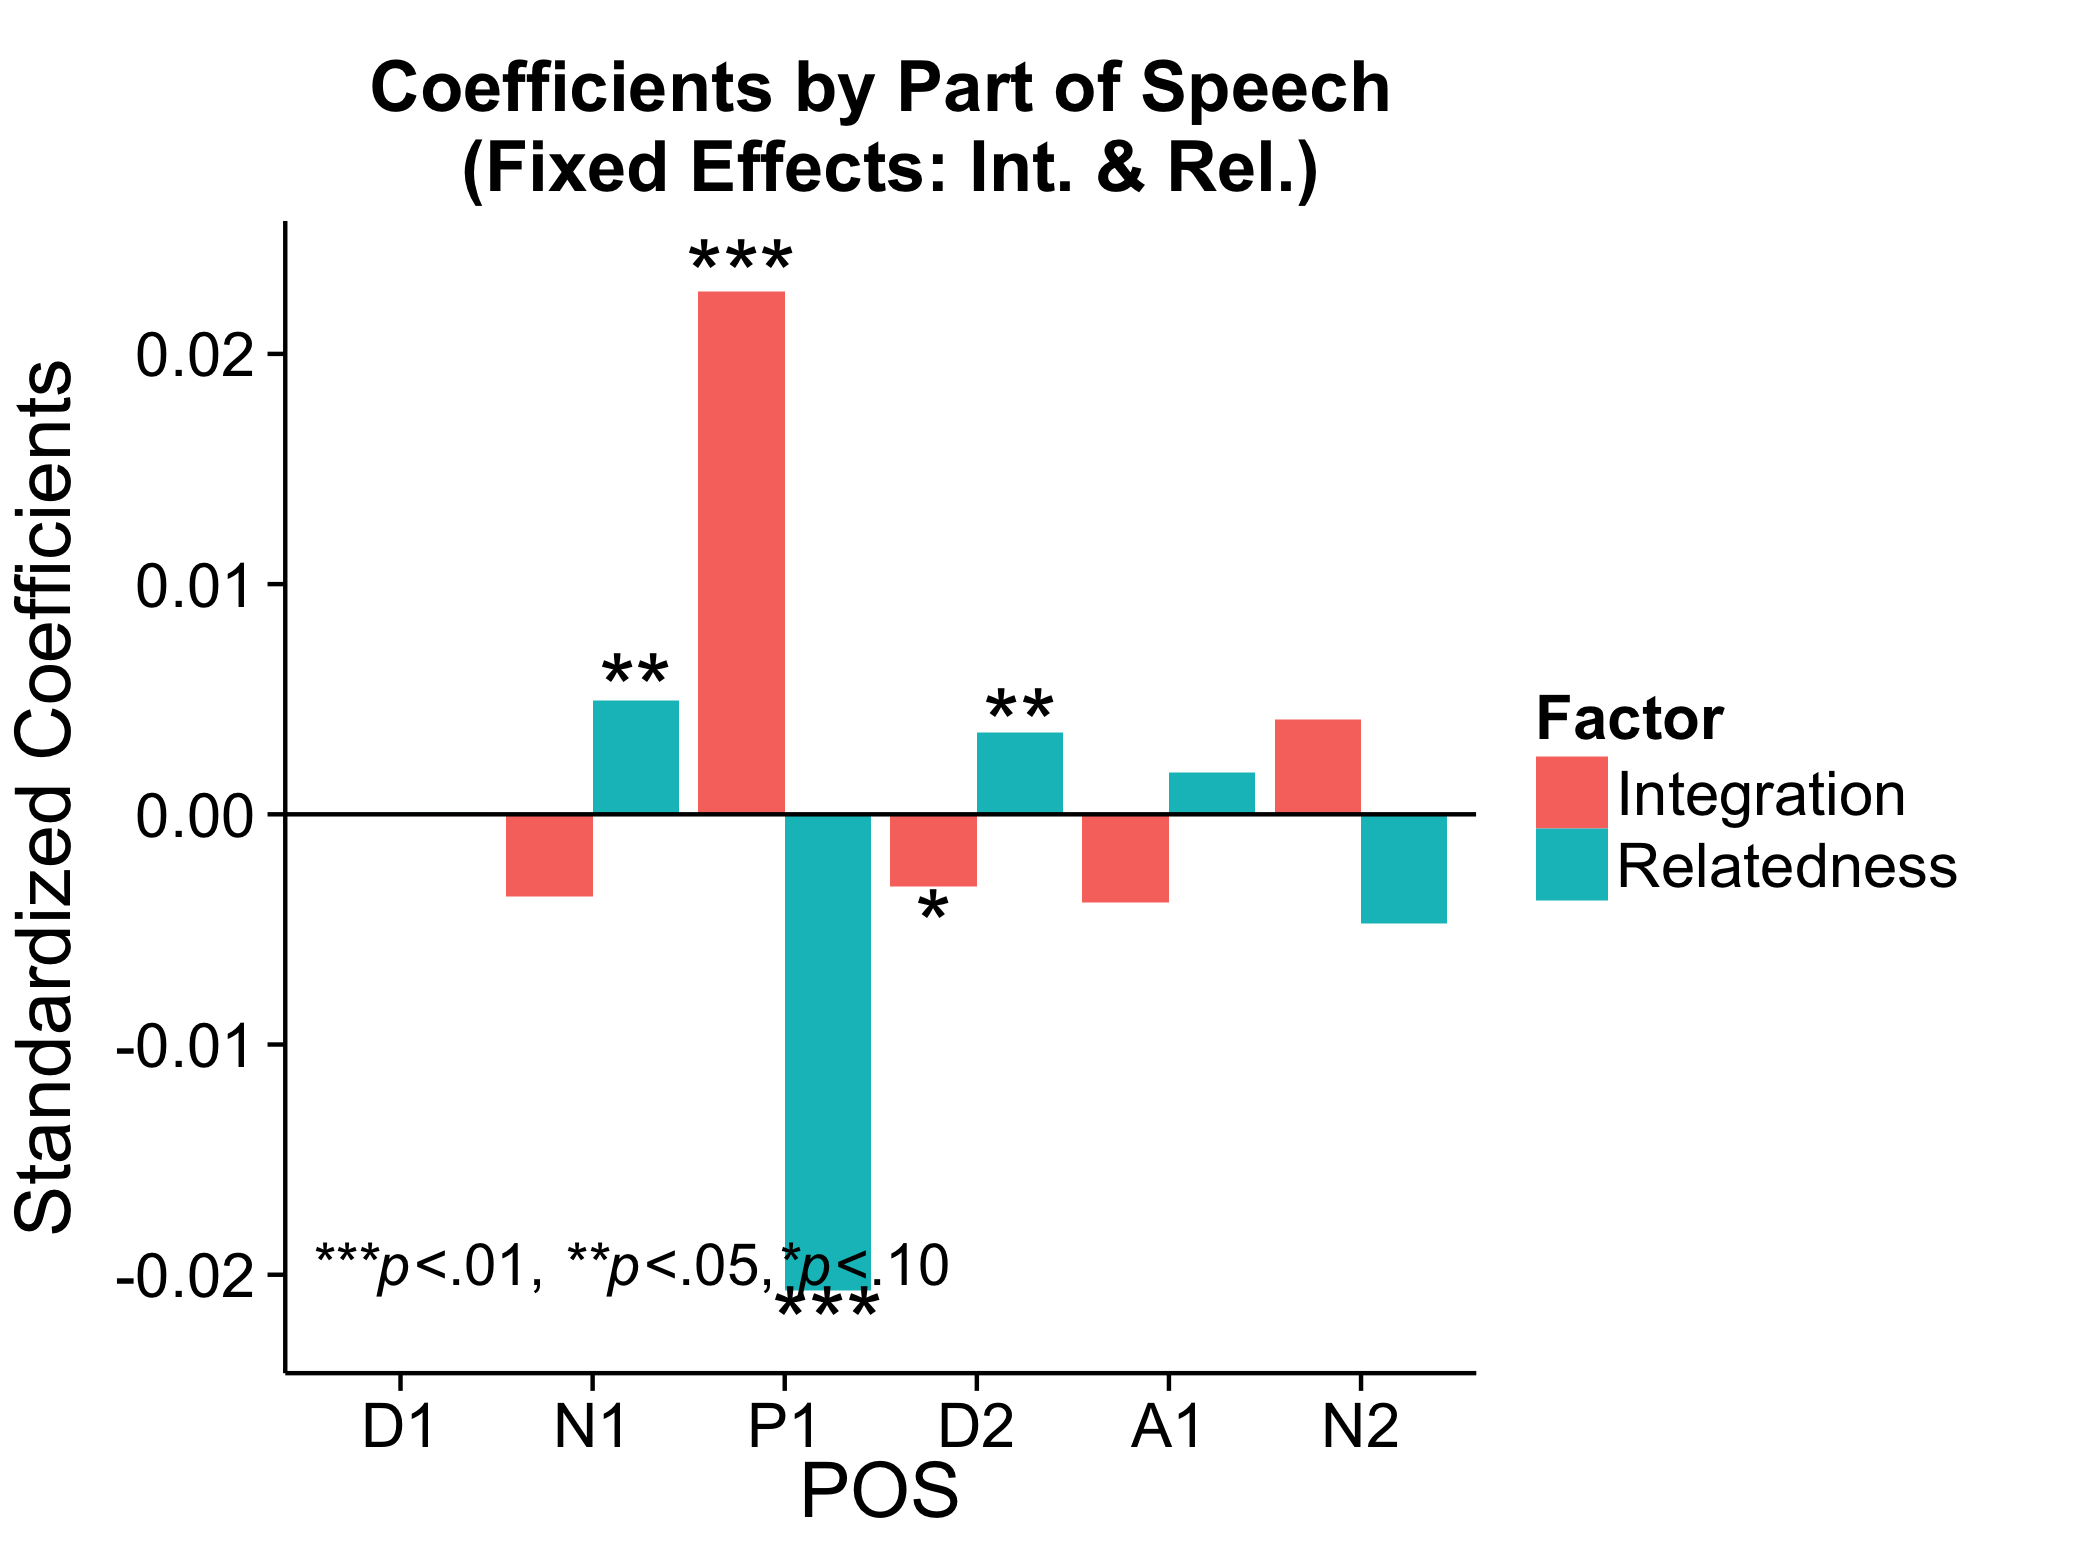 Coefficients by Part of Speech
(Fixed Effects: Int. & Rel.)
***
0.02
0.01
**
**
0.00
*
-0.01
-0.02
***p<.01, **p<.05, *p<.10
***
Standardized Coefficients
D1 N1 P1 D2 A1 N2
POS
Factor
Integration
Relatedness